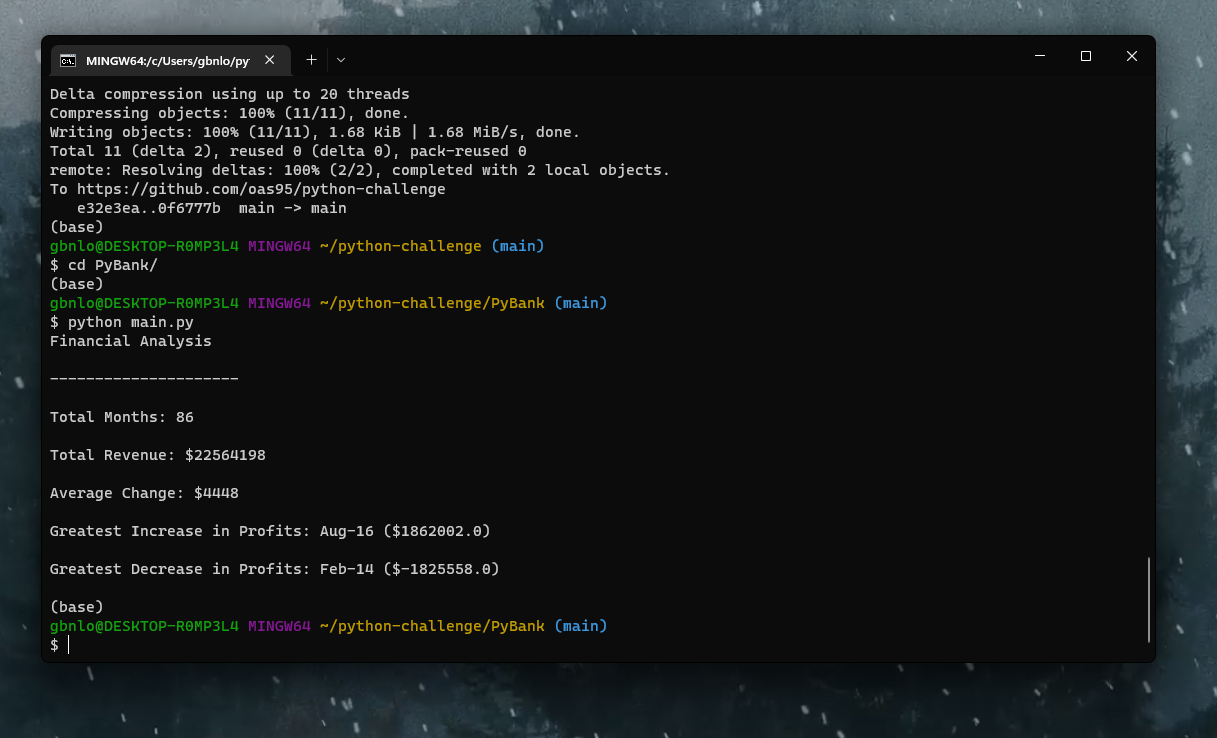 MINGW64:/c/Users/gbnlo/py
Delta compression using up to 20 threads
Compressing objects: 100% (11/11), done.
Writing objects: 100% (11/11), 1.68 KiB | 1.68 MiB/s, done.
Total 11 (delta 2), reused 0 (delta 0), pack-reused 0
remote: Resolving deltas: 100% (2/2), completed with 2 local objects.
To https://github.com/oas95/python-challenge
   e32e3ea..0f6777b  main -> main
(base)
gbnlo@DESKTOP-R0MP3L4 MINGW64 ~/python-challenge (main)
$ cd PyBank/
(base)
gbnlo@DESKTOP-R0MP3L4 MINGW64 ~/python-challenge/PyBank (main)
$ python main.py
Financial Analysis
---------------------
Total Months: 86
Total Revenue: $22564198
Average Change: $4448
Greatest Increase in Profits: Aug-16 ($1862002.0)
Greatest Decrease in Profits: Feb-14 ($-1825558.0)
(base)
gbnlo@DESKTOP-R0MP3L4 MINGW64 ~/python-challenge/PyBank (main)
$